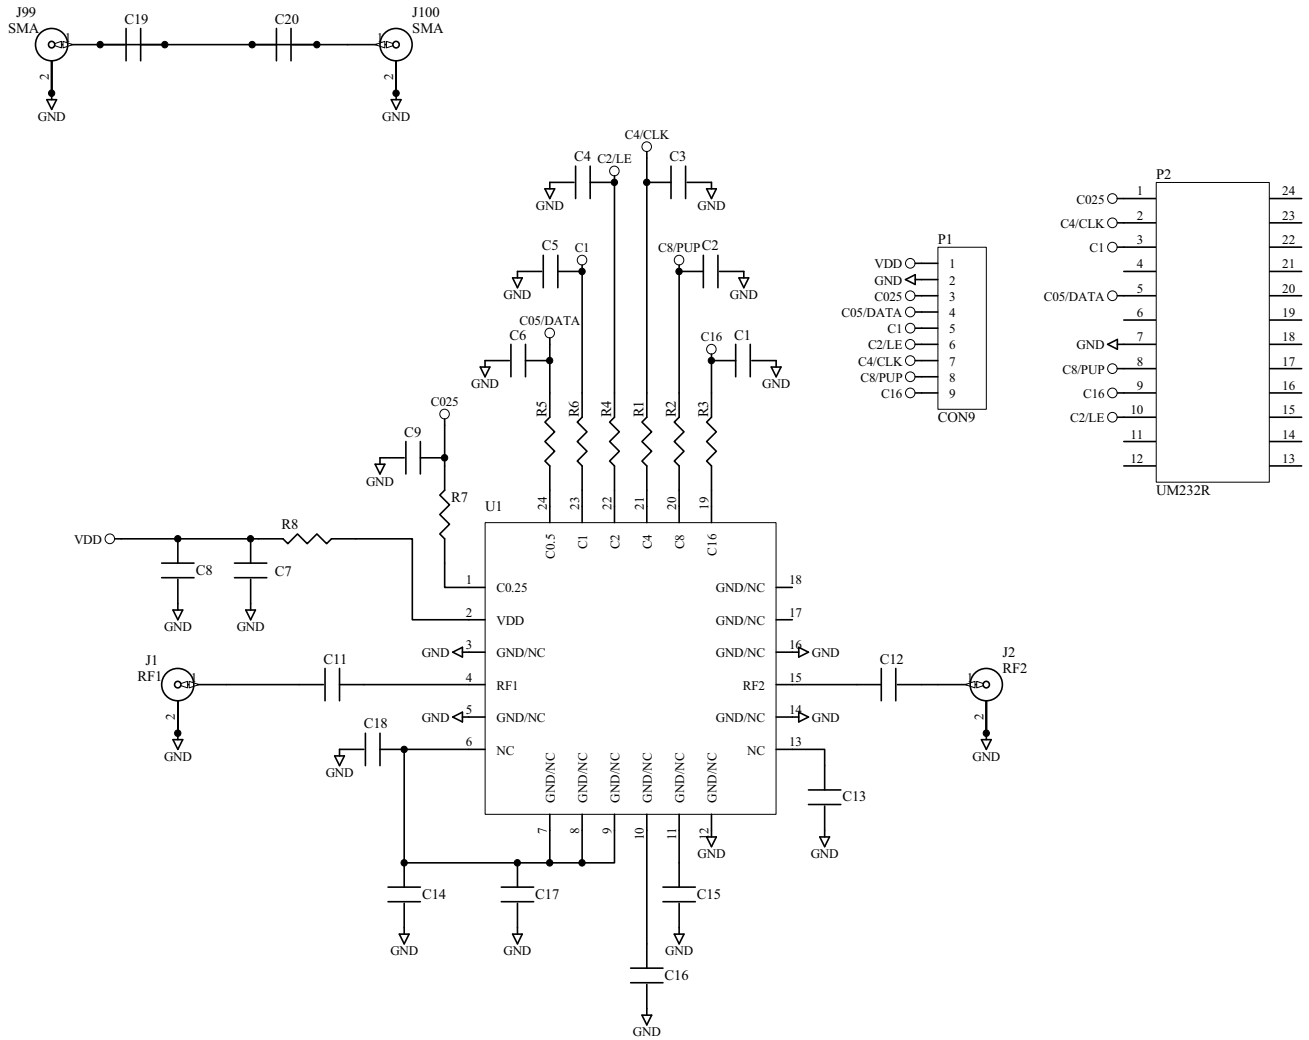 J99
SMA
C19
C20
J100
SMA
1
1
2
2
GND
GND
C4/CLK
C4
C2/LE
C3
GND
GND
C5
C1
C8/PUP
C2
GND
GND
C05/DATA
C6
C16
C1
GND
GND
C025
C9
GND
R5
R6
R4
R1
R2
R3
R7
P1
VDD
1
GND
2
C025
3
C05/DATA
4
C1
5
C2/LE
6
C4/CLK
7
C8/PUP
8
C16
9
CON9
P2
C025
1
24
C4/CLK
2
23
C1
3
22
4
21
C05/DATA
5
20
6
19
GND
7
18
C8/PUP
8
17
C16
9
16
C2/LE
10
15
11
14
12
13
UM232R
U1
24
23
22
21
20
19
C0.5
C1
C2
C4
C8
C16
VDD
R8
C8
C7
GND
GND
1
C0.25
GND/NC
18
2
VDD
GND/NC
17
GND
3
GND/NC
GND/NC
16
GND
J1
RF1
1
2
GND
C11
4
RF1
RF2
15
C12
J2
RF2
1
2
GND
GND
5
GND/NC
GND/NC
14
GND
C18
GND
6
NC
NC
13
C13
GND
GND/NC
GND/NC
GND/NC
GND/NC
GND/NC
GND/NC
7
8
9
10
11
12
GND
C14
C17
C15
GND
GND
GND
C16
GND